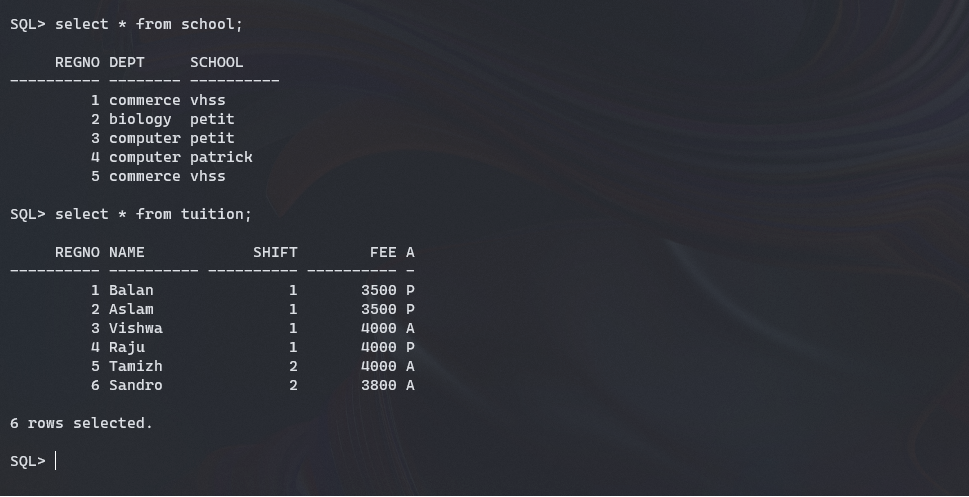 SQL> select * from school;
     REGNO DEPT     SCHOOL
---------- -------- ----------
         1 commerce vhss
         2 biology  petit
         3 computer petit
         4 computer patrick
         5 commerce vhss
SQL> select * from tuition;
     REGNO NAME            SHIFT        FEE A
---------- ---------- ---------- ---------- -
         1 Balan               1       3500 P
         2 Aslam               1       3500 P
         3 Vishwa              1       4000 A
         4 Raju                1       4000 P
         5 Tamizh              2       4000 A
         6 Sandro              2       3800 A
6 rows selected.
SQL>